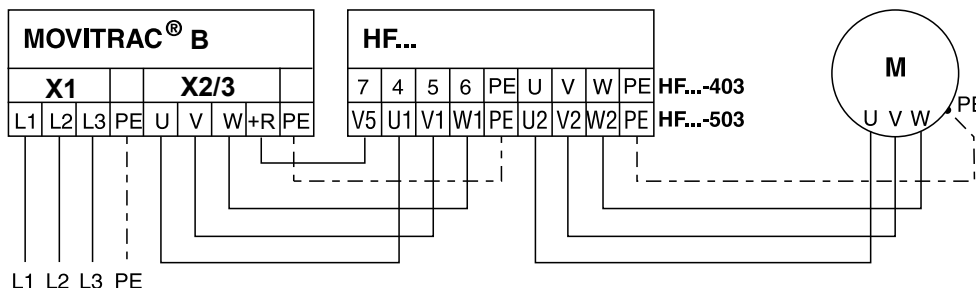 MOVITRAC® B
HF...
M
X1 X2/3
7 4 5 6 PE U V W PE HF...-403
L1 L2 L3 PE U V W +R PE
V5 U1 V1 W1 PE U2 V2 W2 PE HF...-503
U V W PE
L1 L2 L3 PE